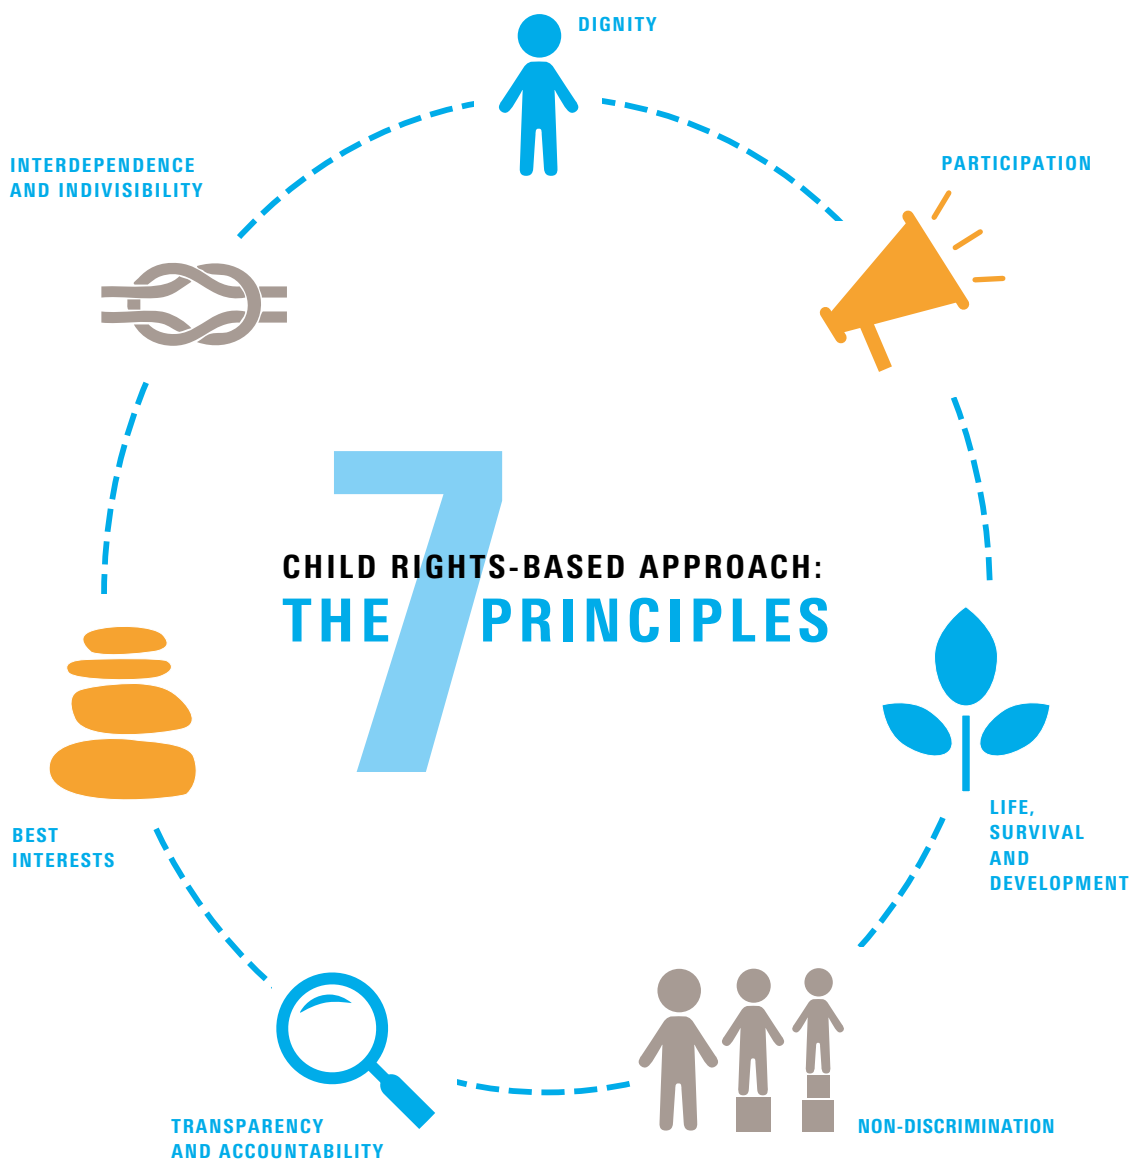 DIGNITY
INTERDEPENDENCE
AND INDIVISIBILITY
PARTICIPATION
CHILD RIGHTS-BASED APPROACH:
THE 7 PRINCIPLES
LIFE,
SURVIVAL
AND
DEVELOPMENT
BEST
INTERESTS
TRANSPARENCY
AND ACCOUNTABILITY
NON-DISCRIMINATION